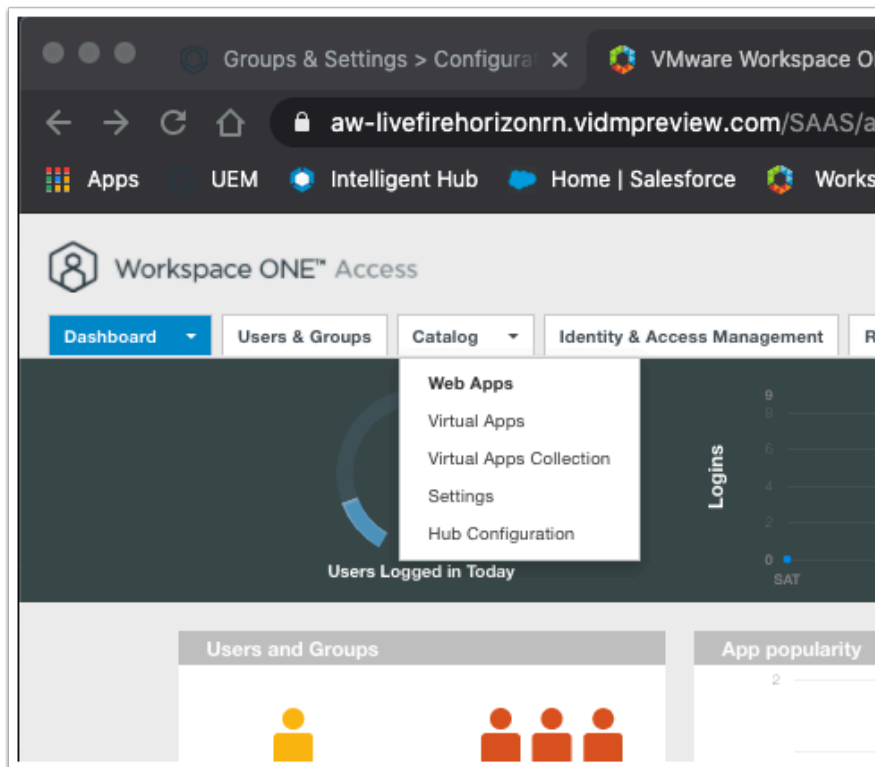 Groups & Settings > Configurat
VMware Workspace O
aw-livefirehorizonrn.vidmpreview.com/SAAS/a
Apps UEM Intelligent Hub Home | Salesforce Works
Workspace ONE™ Access
Dashboard Users & Groups Catalog Identity & Access Management R
Web Apps
Virtual Apps
Virtual Apps Collection
Settings
Hub Configuration
Users Logged in Today
Logins
9
8
6
4
2
0
SAT
Users and Groups
App popularity
2